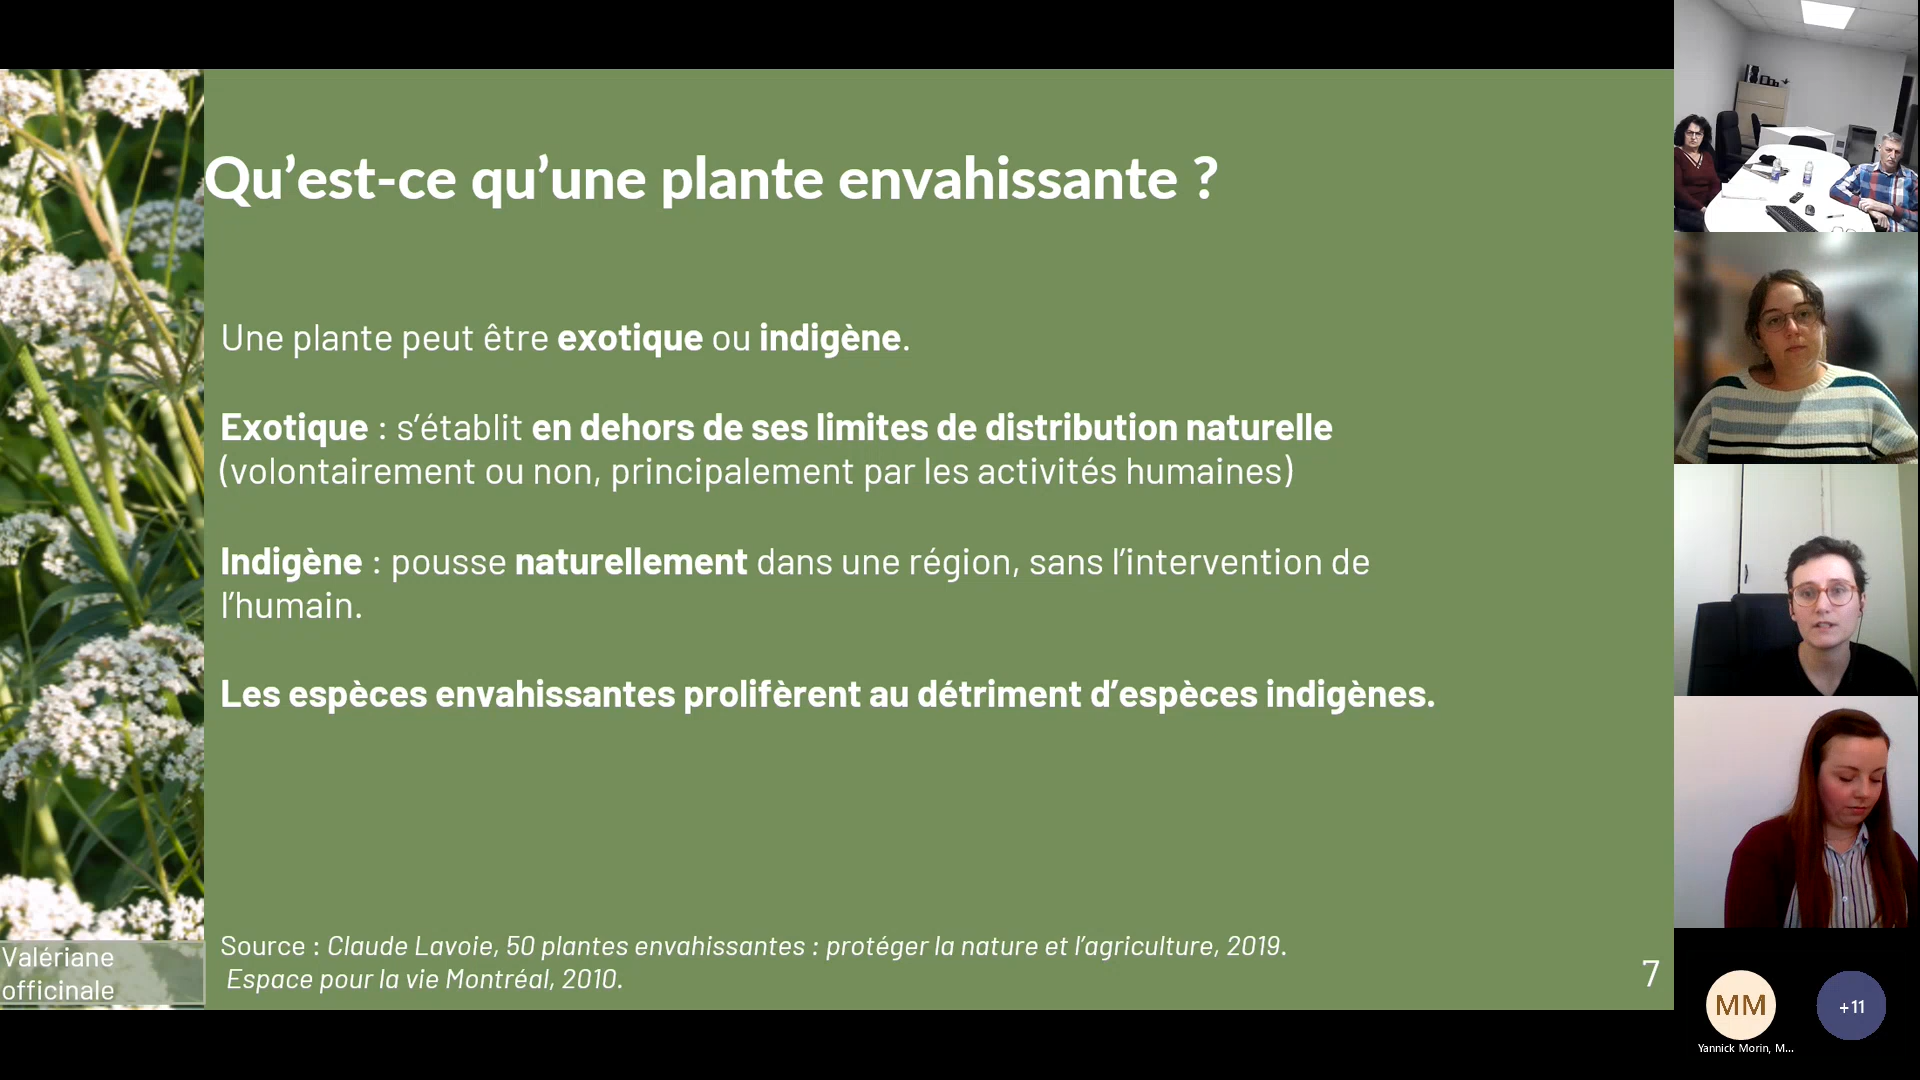 Qu’est-ce qu’une plante envahissante ?
Une plante peut être exotique ou indigène.
Exotique : s’établit en dehors de ses limites de distribution naturelle
(volontairement ou non, principalement par les activités humaines)
Indigène : pousse naturellement dans une région, sans l’intervention de
l’humain.
Les espèces envahissantes prolifèrent au détriment d’espèces indigènes.
Source : Claude Lavoie, 50 plantes envahissantes : protéger la nature et l’agriculture, 2019.
Espace pour la vie Montréal, 2010.
7
Valériane
officinale
MM
+11
Yannick Morin, M...